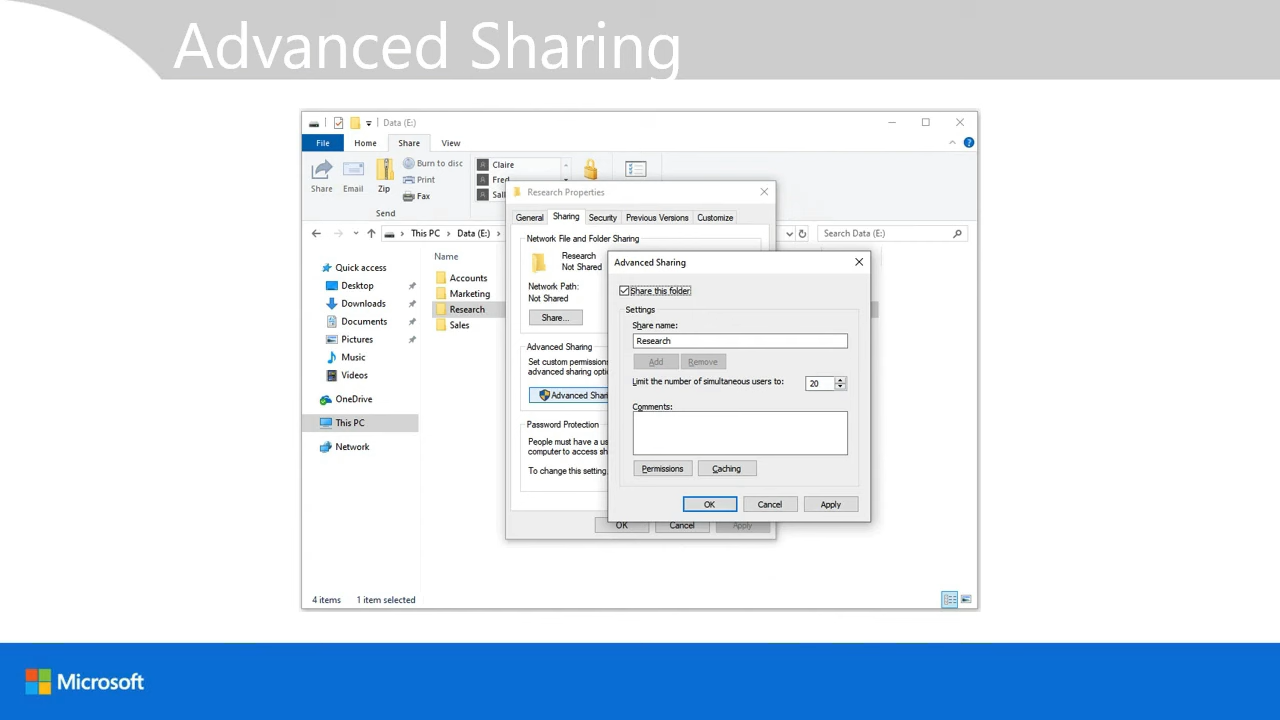 Advanced Sharing
Data (E:)
File Home Share View
Share
Email
Zip
Burn to disc
Print
Fax
Send
Claire
Fred
Sall
This PC Data (E:)
Search Data (E:)
Quick access
Desktop
Downloads
Documents
Pictures
Music
Videos
OneDrive
This PC
Network
Name
Accounts
Marketing
Research
Sales
Research Properties
General Sharing Security Previous Versions Customize
Network File and Folder Sharing
Research
Not Shared
Network Path:
Not Shared
Share...
Advanced Sharing
Set custom permissions
advanced sharing opti
Advanced Shar
Password Protection
People must have a us
computer to access sh
To change this setting,
OK Cancel Apply
Advanced Sharing
Share this folder
Settings
Share name:
Research
Add Remove
Limit the number of simultaneous users to: 20
Comments:
Permissions Caching
OK Cancel Apply
4 items 1 item selected
Microsoft